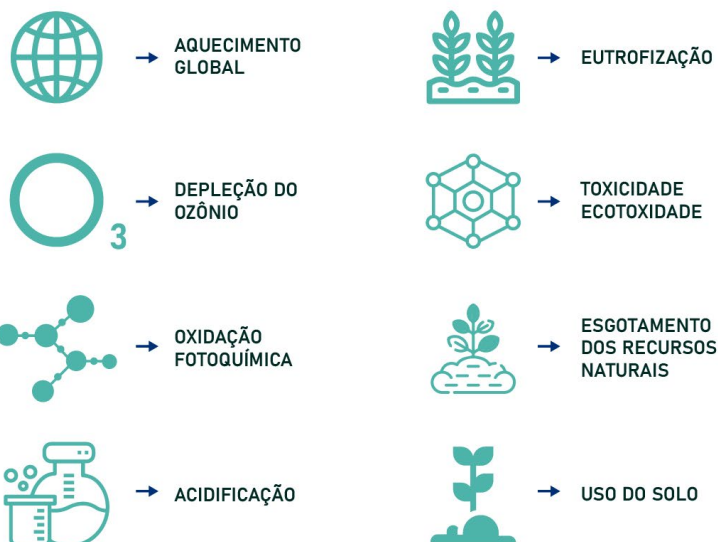 AQUECIMENTO
GLOBAL
EUTROFIZAÇÃO
DEPLEÇÃO DO
OZÔNIO
3
TOXICIDADE
ECOTOXIDADE
OXIDAÇÃO
FOTOQUÍMICA
ESGOTAMENTO
DOS RECURSOS
NATURAIS
ACIDIFICAÇÃO
USO DO SOLO